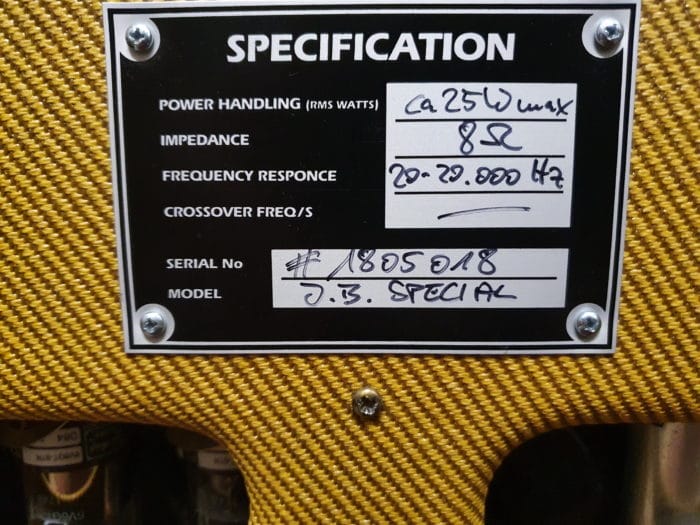 SPECIFICATION
POWER HANDLING (RMS WATTS) ca 25W max
IMPEDANCE 8Ω
FREQUENCY RESPONCE 20-20.000 Hz
CROSSOVER FREQ/S —
SERIAL No # 1805018
MODEL J.B. SPECIAL